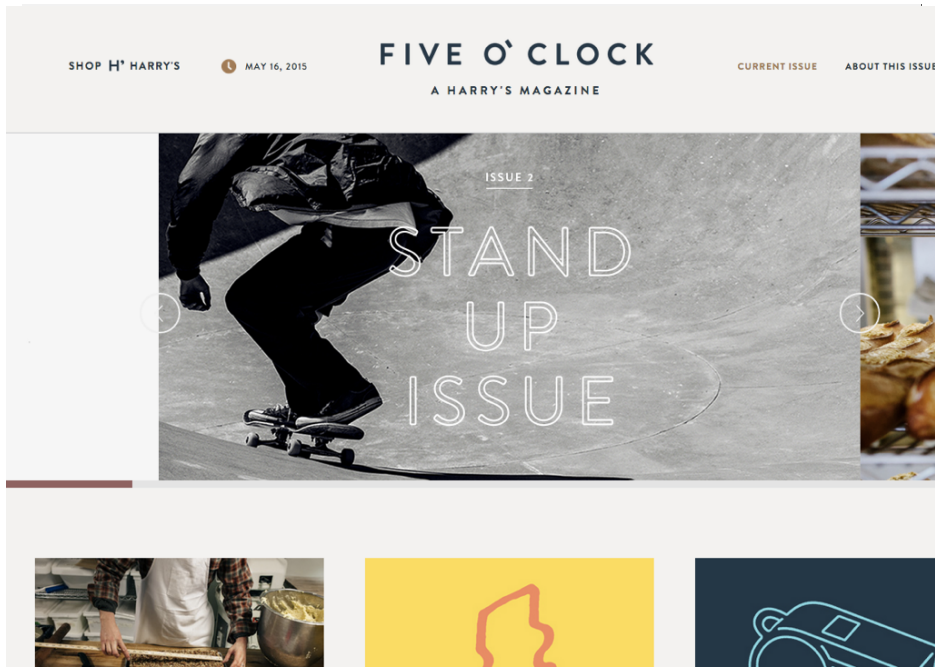 SHOP H' HARRY'S
MAY 16, 2015
FIVE O'CLOCK
A HARRY'S MAGAZINE
CURRENT ISSUE
ABOUT THIS ISSUE
ISSUE 2
STAND
UP
ISSUE